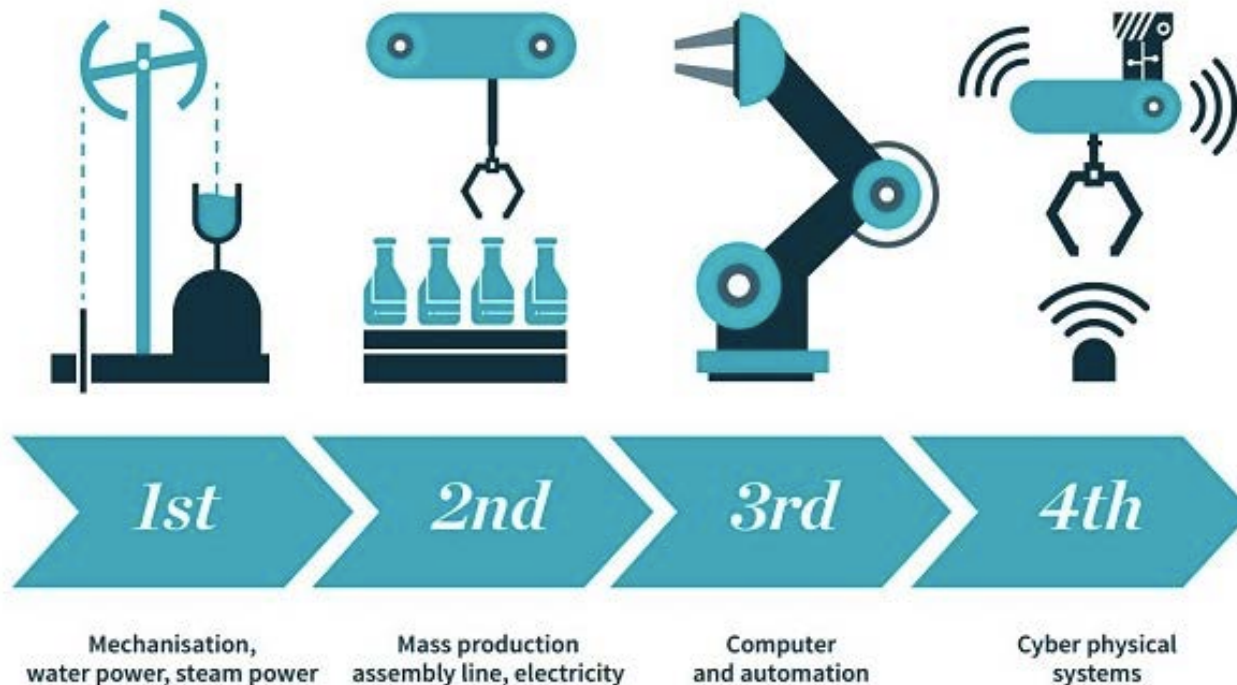 1st
2nd
3rd
4th
Mechanisation,
water power, steam power
Mass production
assembly line, electricity
Computer
and automation
Cyber physical
systems